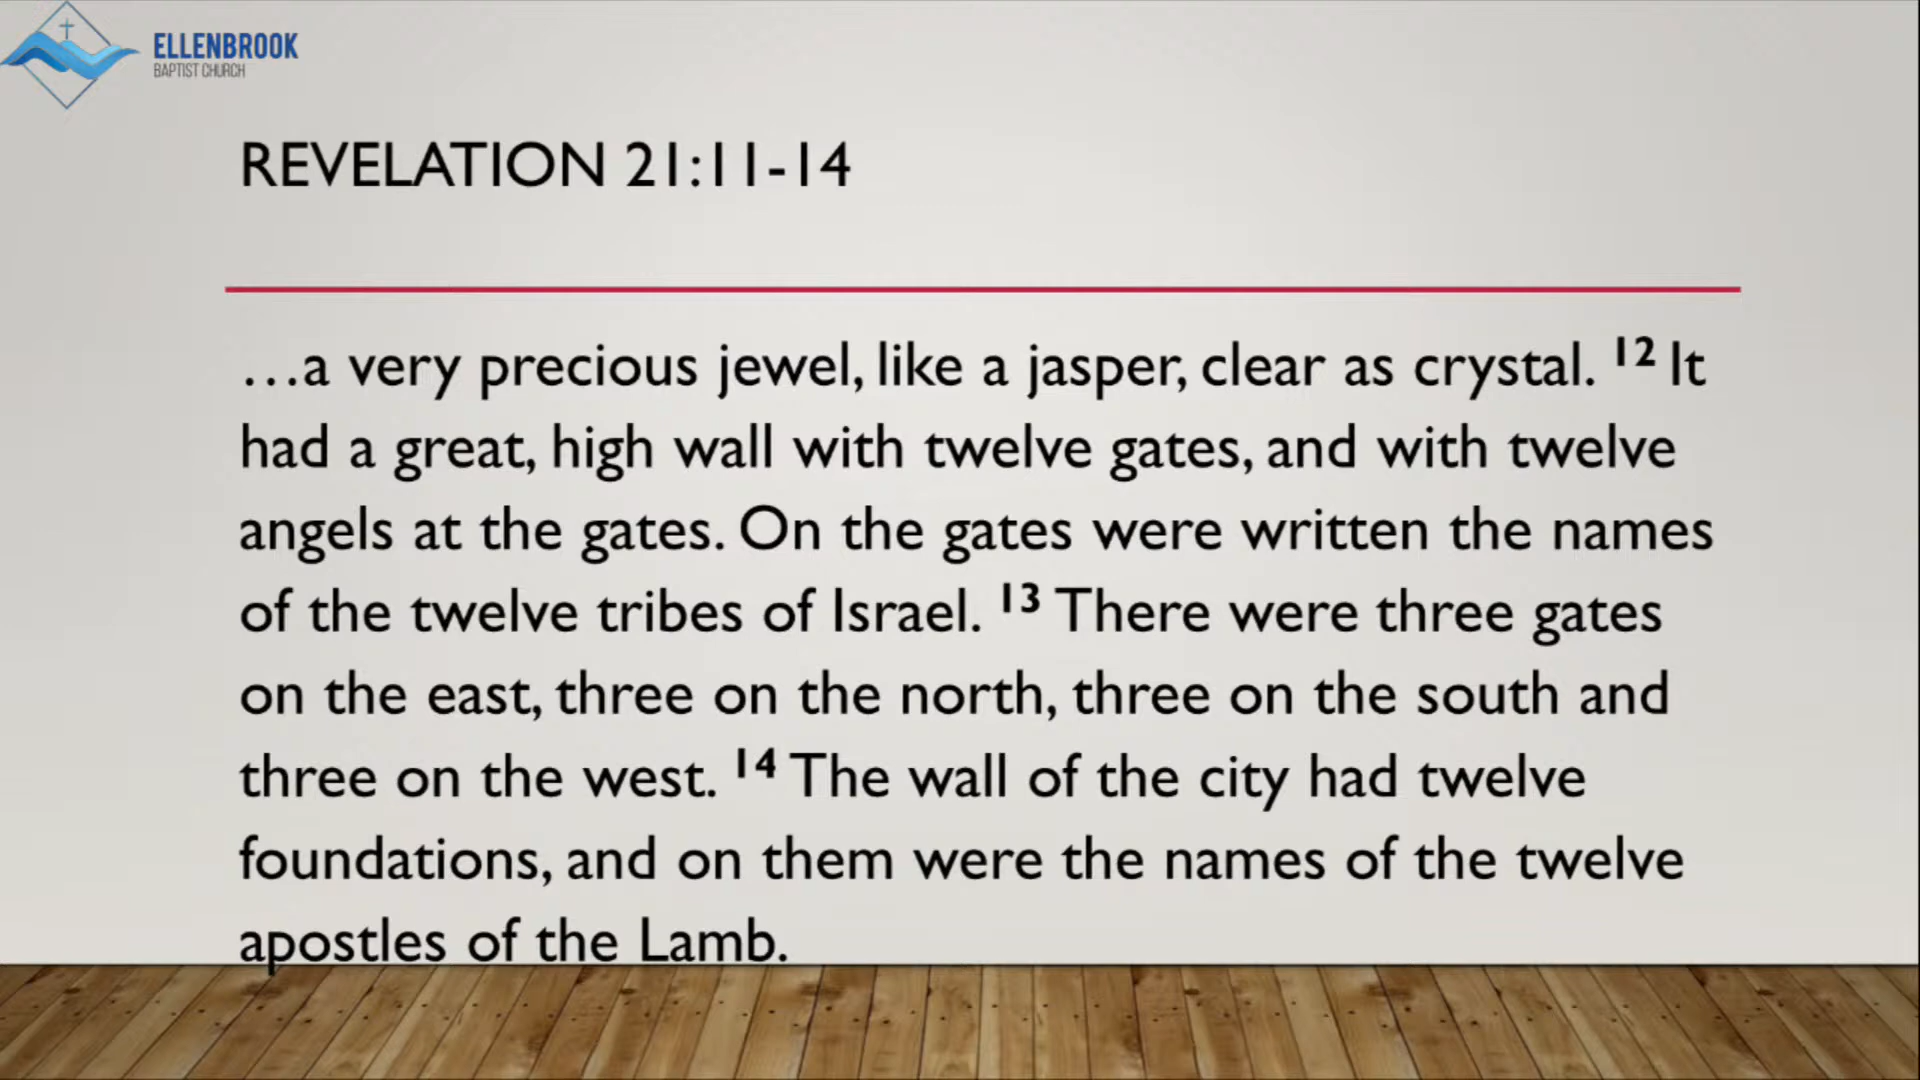 ELLENBROOK
BAPTIST CHURCH
REVELATION 21:11-14
…a very precious jewel, like a jasper, clear as crystal. 12 It
had a great, high wall with twelve gates, and with twelve
angels at the gates. On the gates were written the names
of the twelve tribes of Israel. 13 There were three gates
on the east, three on the north, three on the south and
three on the west. 14 The wall of the city had twelve
foundations, and on them were the names of the twelve
apostles of the Lamb.